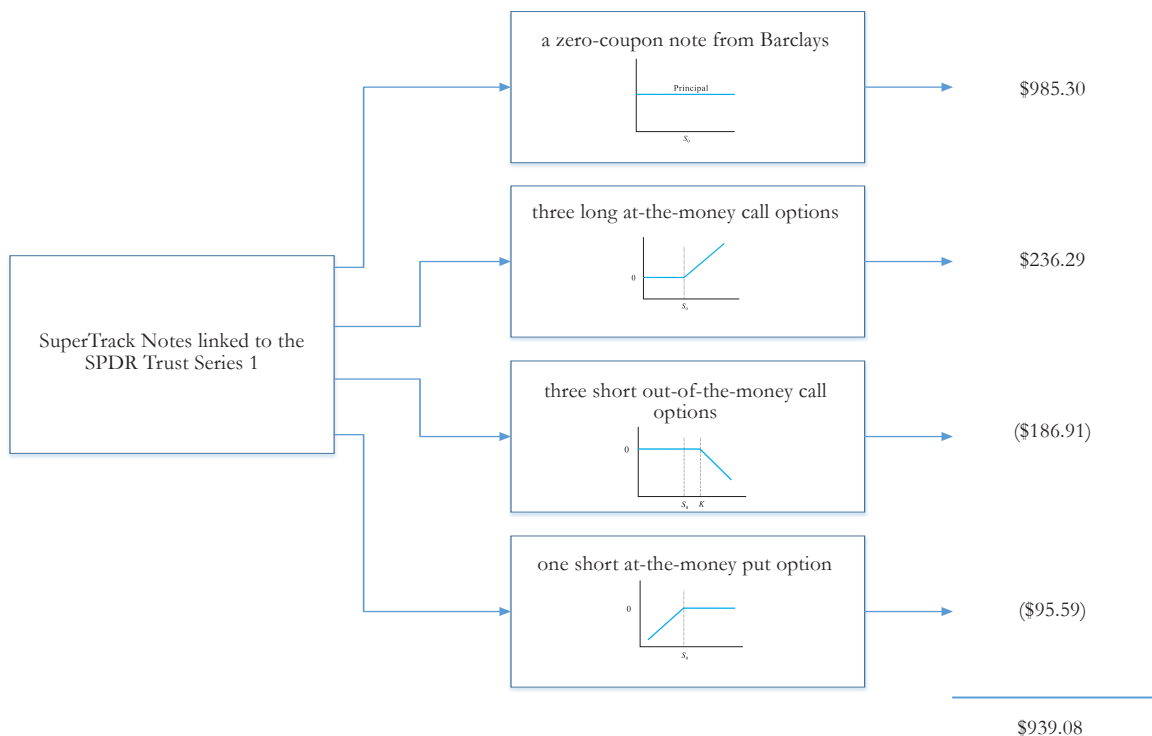 a zero-coupon note from Barclays
Principal
S₀
$985.30
three long at-the-money call options
0
S₀
$236.29
SuperTrack Notes linked to the
SPDR Trust Series 1
three short out-of-the-money call
options
0
S₀ K
($186.91)
one short at-the-money put option
0
S₀
($95.59)
$939.08